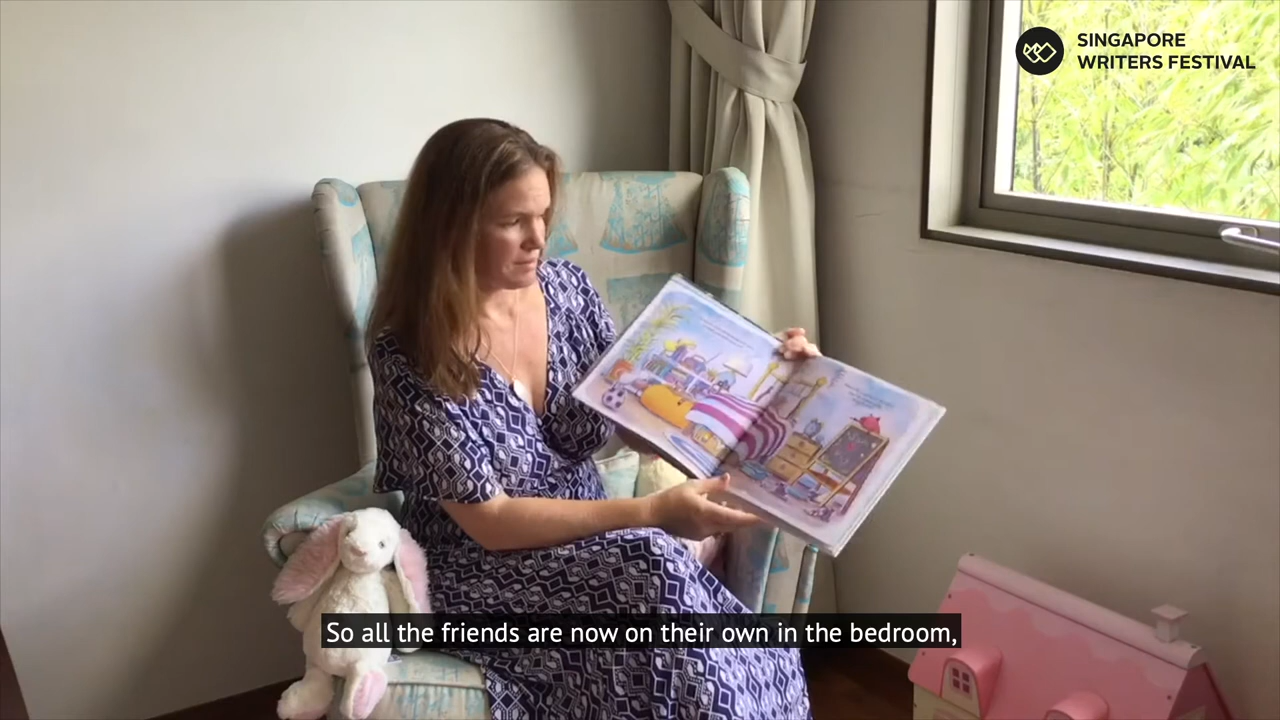 SINGAPORE
WRITERS FESTIVAL
So all the friends are now on their own in the bedroom,